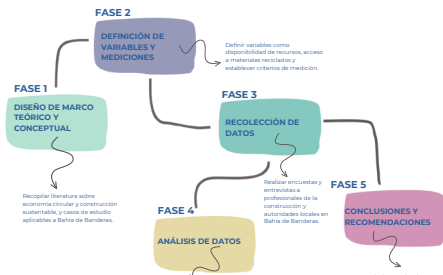 FASE 2
DEFINICIÓN DE
VARIABLES Y
MEDICIONES
Definir variables como
disponibilidad de recursos, acceso
a materiales reciclados y
establecer criterios de medición.
FASE 1
DISEÑO DE MARCO
TEÓRICO Y
CONCEPTUAL
Recopilar literatura sobre
economía circular y construcción
sustentable, y casos de estudio
aplicables a Bahía de Banderas.
FASE 3
RECOLECCIÓN DE
DATOS
Realizar encuestas y
entrevistas a
profesionales de la
construcción y
autoridades locales en
Bahía de Banderas.
FASE 4
ANÁLISIS DE DATOS
FASE 5
CONCLUSIONES Y
RECOMENDACIONES